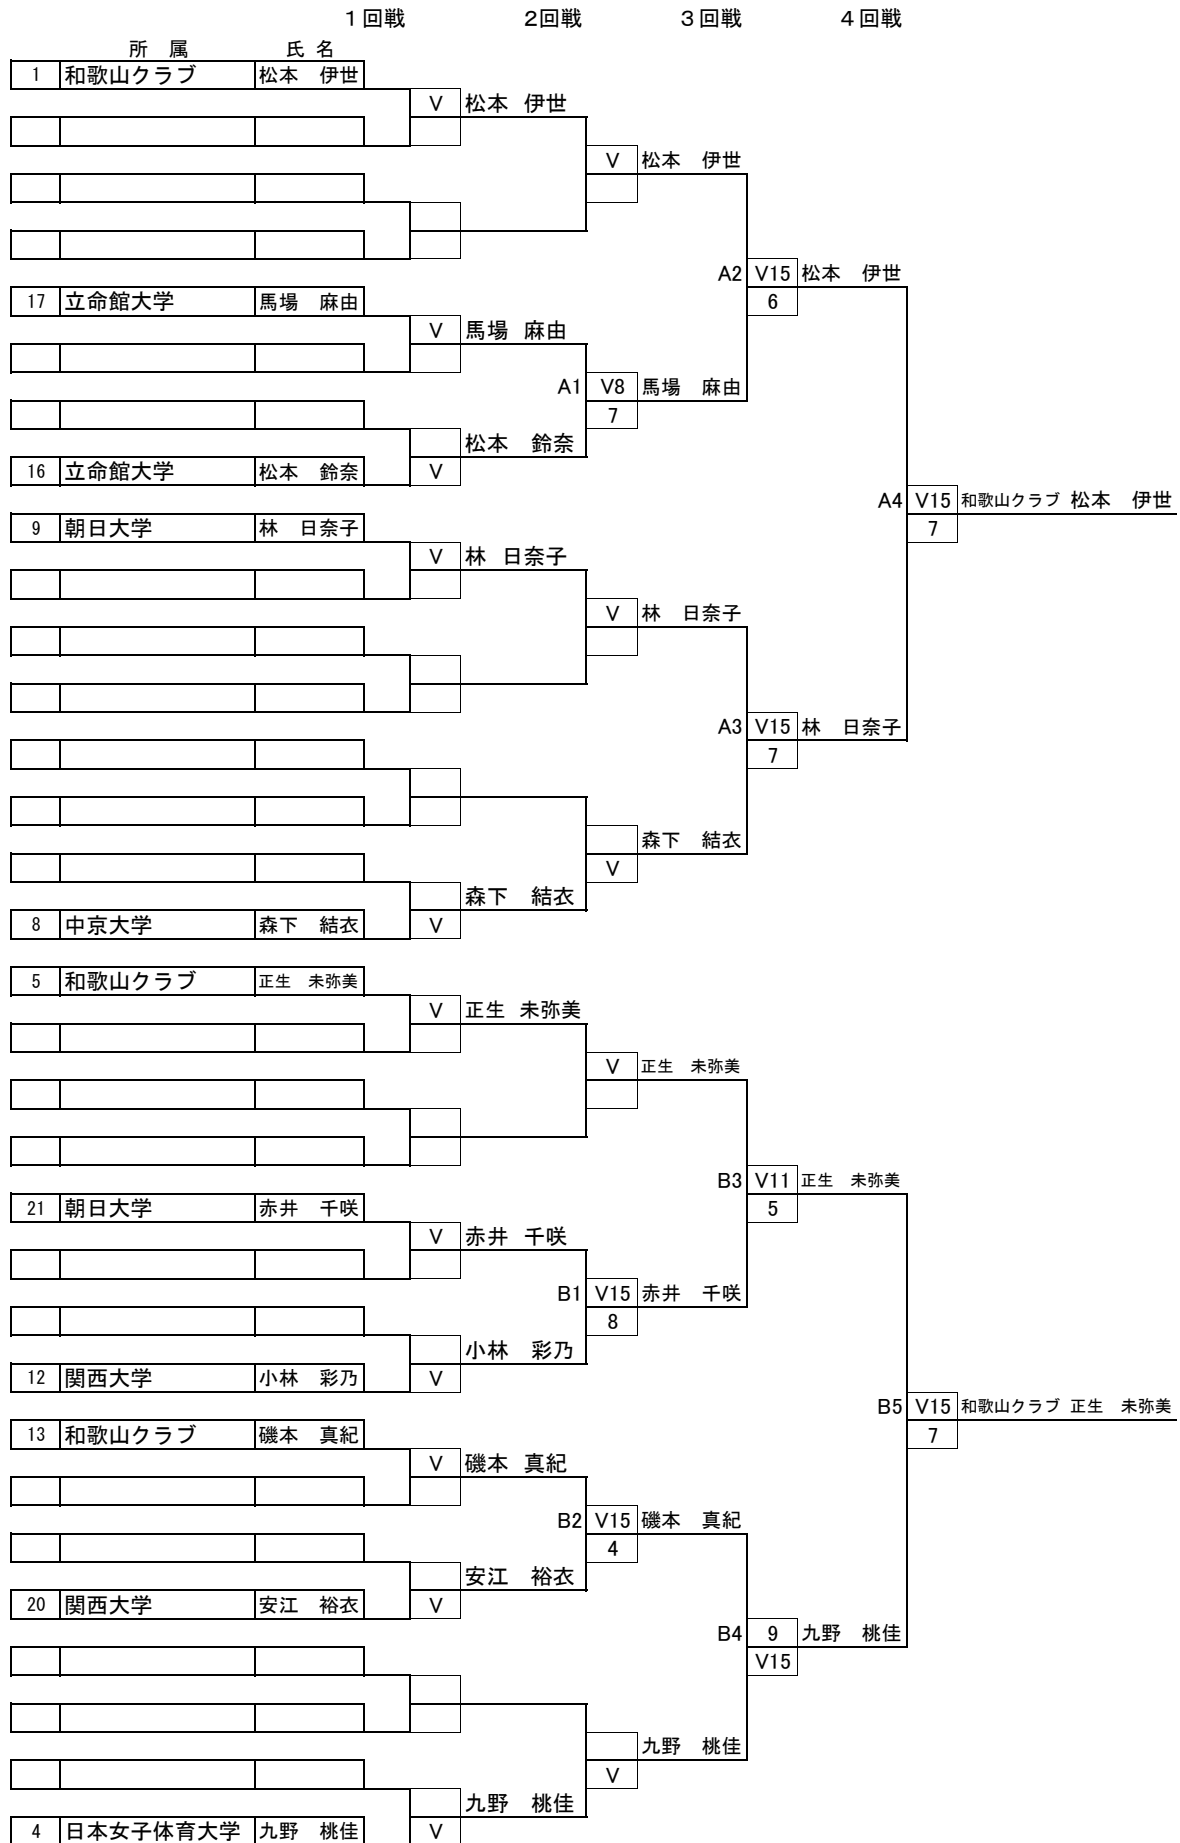 １回戦 ２回戦 ３回戦 ４回戦
所　属 氏 名
1 和歌山クラブ 松本　伊世
V 松本 伊世
V 松本　伊世
A2 V15 松本　伊世
6
17 立命館大学 馬場　麻由
V 馬場 麻由
A1 V8 馬場　麻由
7
松本　鈴奈
16 立命館大学 松本　鈴奈 V
A4 V15 和歌山クラブ 松本　伊世
7
9 朝日大学 林　日奈子
V 林 日奈子
V 林　日奈子
A3 V15 林　日奈子
7
森下　結衣
V
森下　結衣
8 中京大学 森下　結衣 V
5 和歌山クラブ 正生　未弥美
V 正生 未弥美
V 正生　未弥美
B3 V11 正生　未弥美
5
21 朝日大学 赤井　千咲
V 赤井 千咲
B1 V15 赤井　千咲
8
小林　彩乃
12 関西大学 小林　彩乃 V
B5 V15 和歌山クラブ 正生　未弥美
7
13 和歌山クラブ 磯本　真紀
V 磯本 真紀
B2 V15 磯本　真紀
4
安江　裕衣
20 関西大学 安江　裕衣 V
B4 9 九野　桃佳
V15
九野　桃佳
V
九野　桃佳
4 日本女子体育大学 九野　桃佳 V